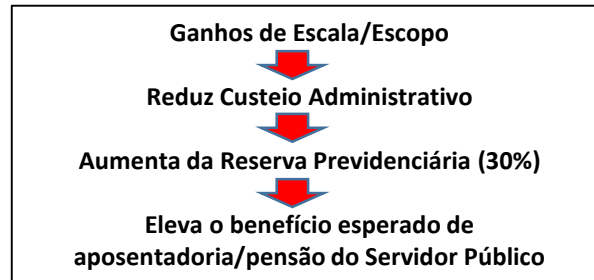 Ganhos de Escala/Escopo
Reduz Custeio Administrativo
Aumenta da Reserva Previdenciária (30%)
Eleva o benefício esperado de
aposentadoria/pensão do Servidor Público